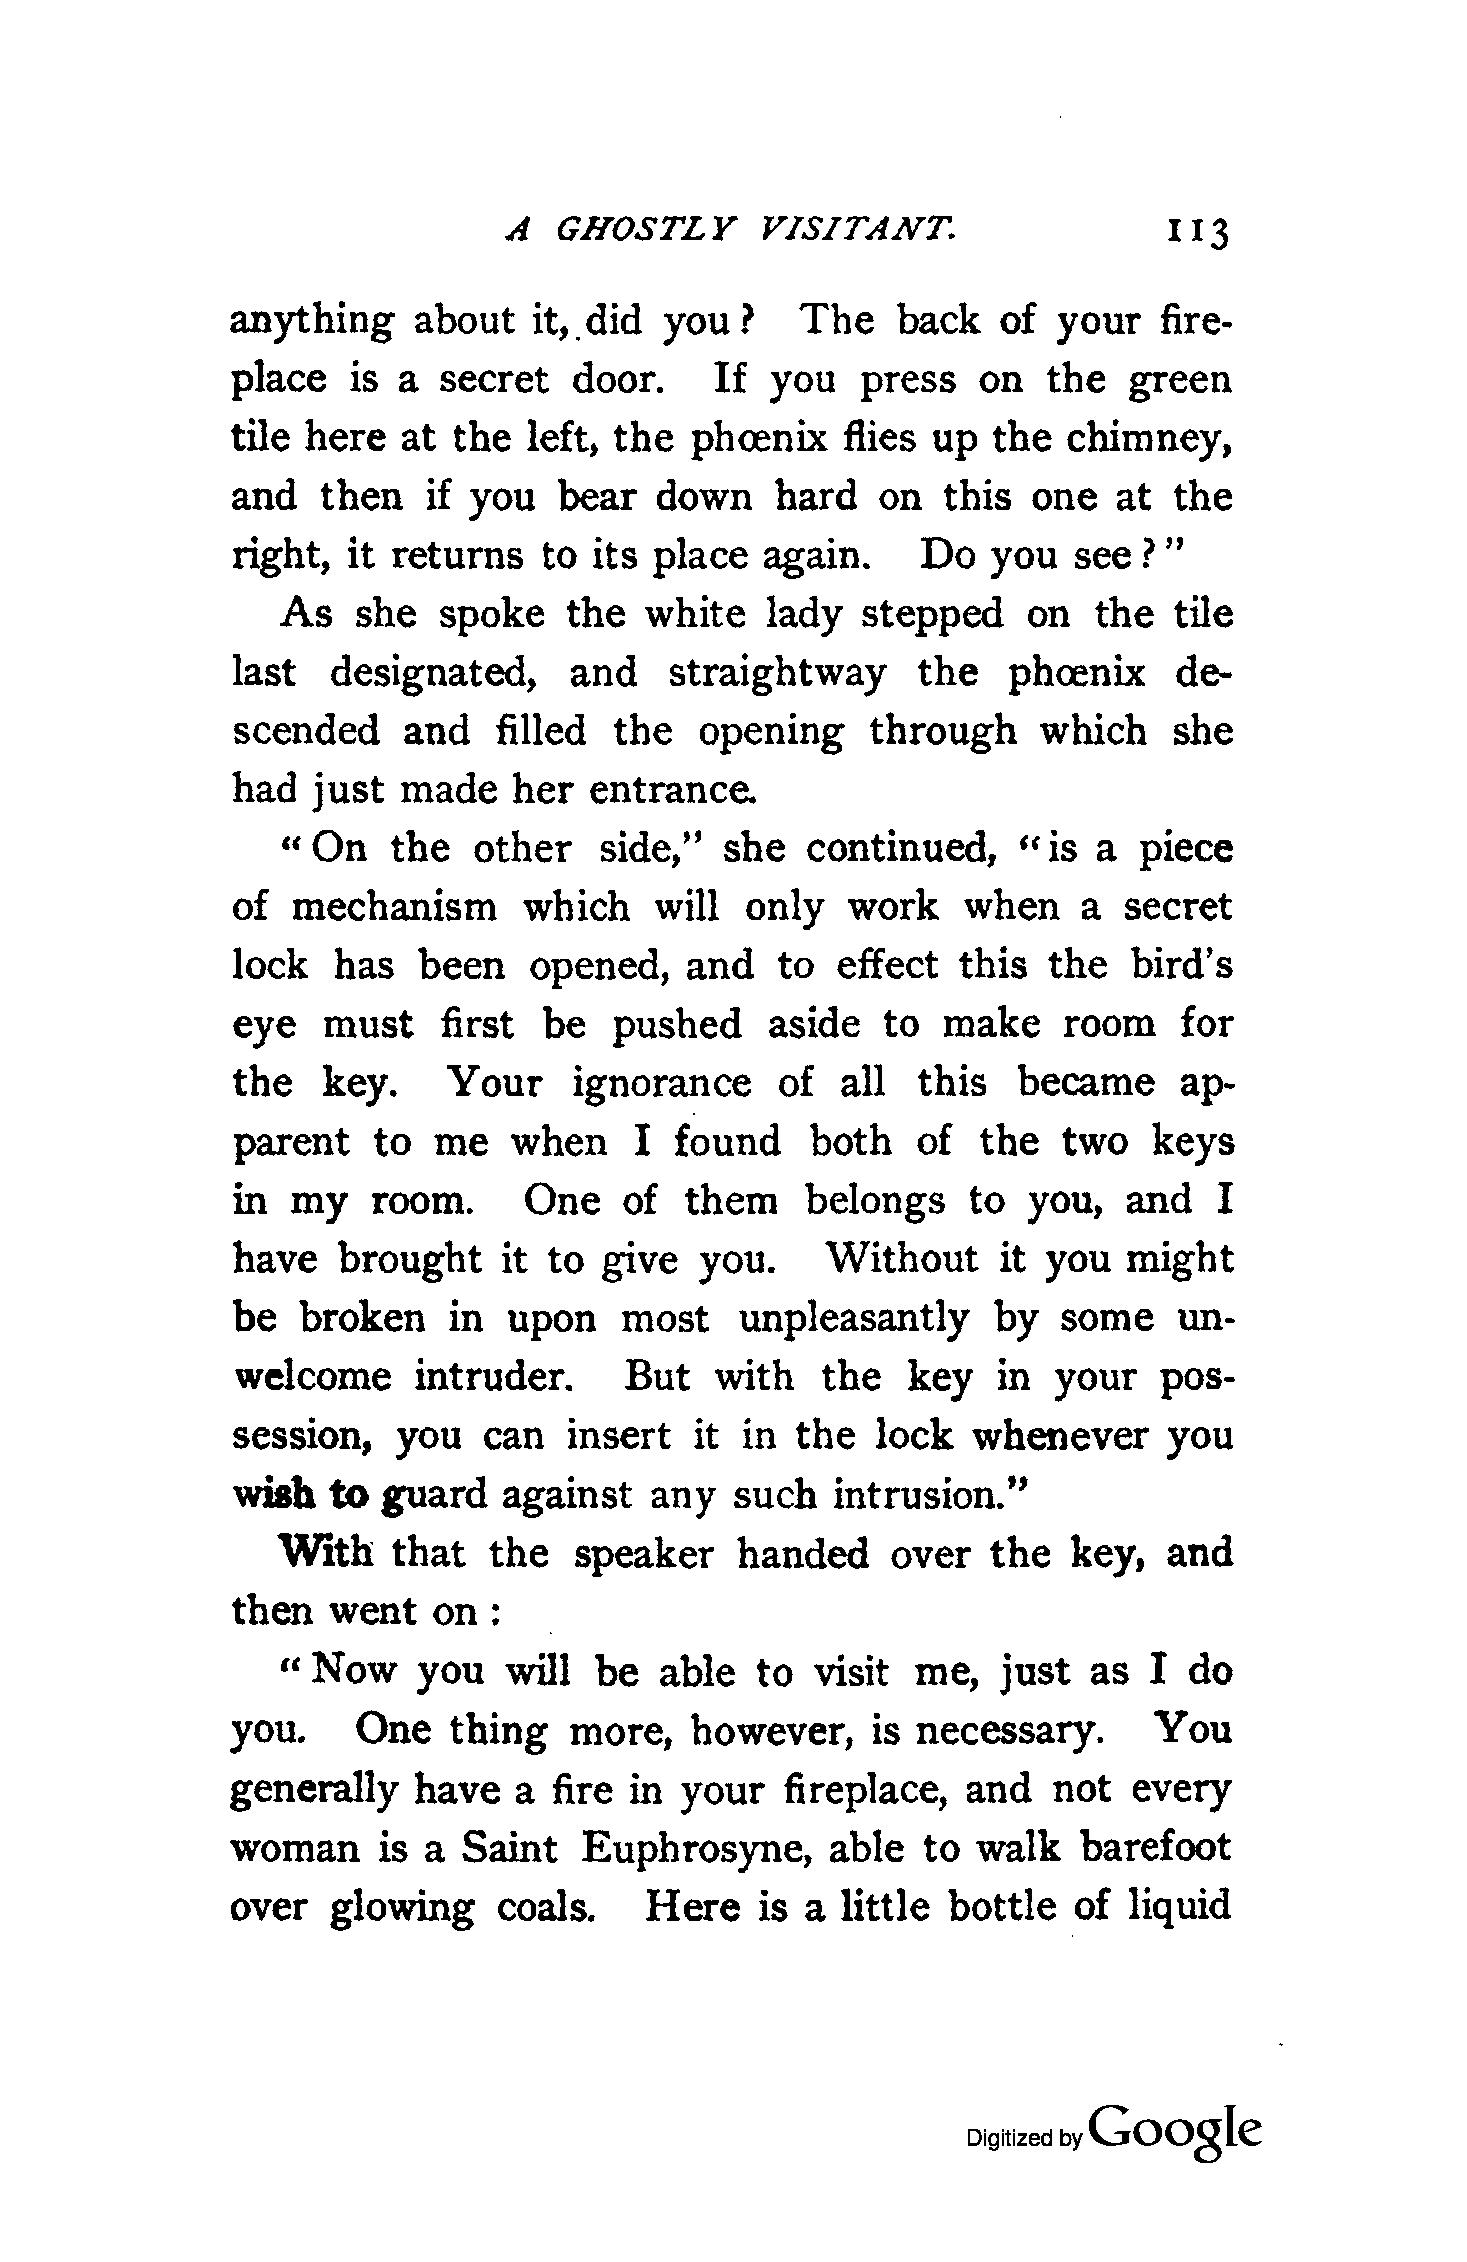 A GHOSTLY VISITANT. 113
anything about it, did you? The back of your fire-
place is a secret door. If you press on the green
tile here at the left, the phœnix flies up the chimney,
and then if you bear down hard on this one at the
right, it returns to its place again. Do you see?"
As she spoke the white lady stepped on the tile
last designated, and straightway the phœnix de-
scended and filled the opening through which she
had just made her entrance.
"On the other side," she continued, "is a piece
of mechanism which will only work when a secret
lock has been opened, and to effect this the bird's
eye must first be pushed aside to make room for
the key. Your ignorance of all this became ap-
parent to me when I found both of the two keys
in my room. One of them belongs to you, and I
have brought it to give you. Without it you might
be broken in upon most unpleasantly by some un-
welcome intruder. But with the key in your pos-
session, you can insert it in the lock whenever you
wish to guard against any such intrusion."
With that the speaker handed over the key, and
then went on:
"Now you will be able to visit me, just as I do
you. One thing more, however, is necessary. You
generally have a fire in your fireplace, and not every
woman is a Saint Euphrosyne, able to walk barefoot
over glowing coals. Here is a little bottle of liquid
Digitized by Google